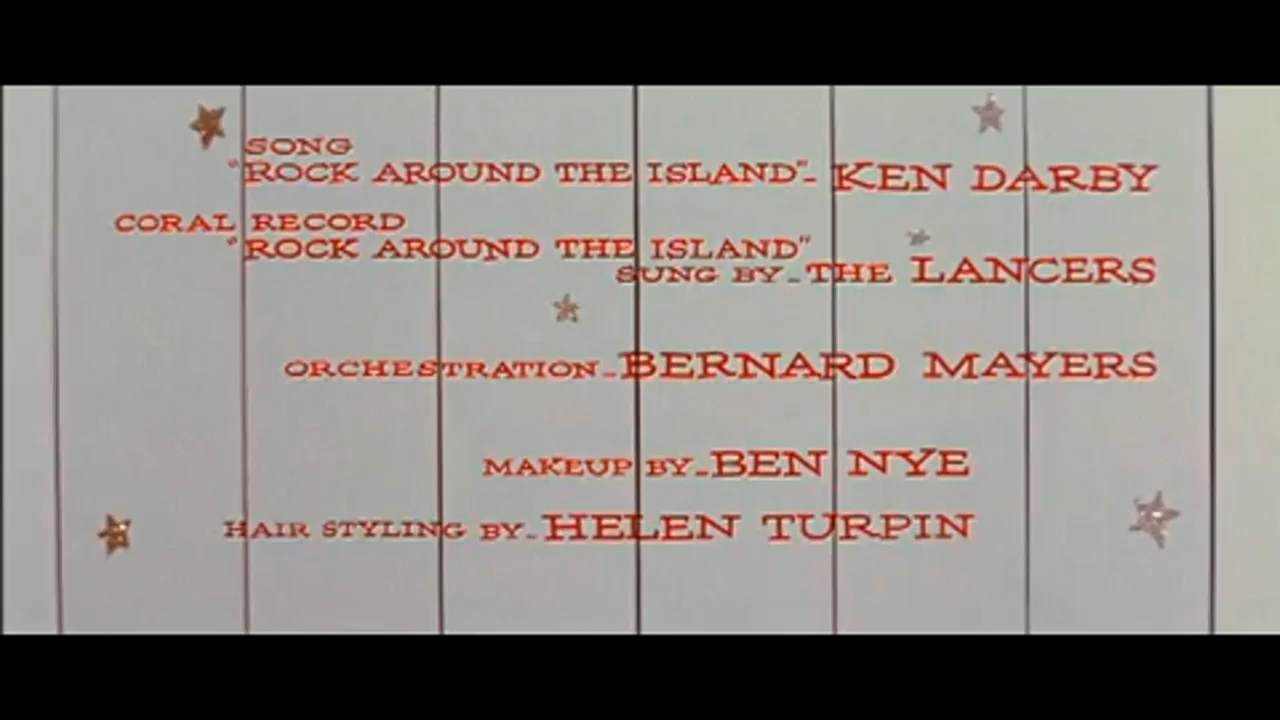 SONG
"ROCK AROUND THE ISLAND"- KEN DARBY
CORAL RECORD
"ROCK AROUND THE ISLAND"
SUNG BY-THE LANCERS
ORCHESTRATION-BERNARD MAYERS
MAKEUP BY-BEN NYE
HAIR STYLING BY-HELEN TURPIN